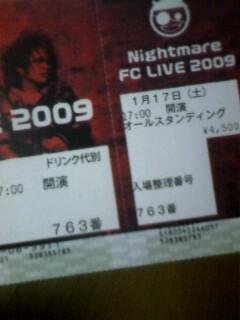 E 2009
ドリンク代別
7:00 開演
763番
Nightmare
FC LIVE 2009
1月17日(土)
17:00 開演
オールスタンディング
¥4,500
入場整理番号
763番